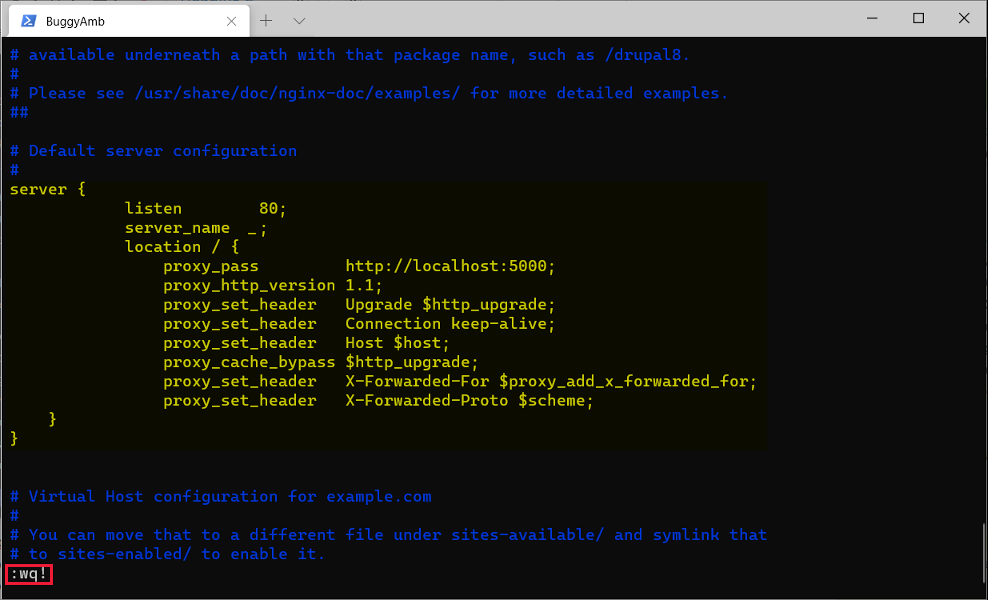 BuggyAmb
# available underneath a path with that package name, such as /drupal8.
#
# Please see /usr/share/doc/nginx-doc/examples/ for more detailed examples.
##
# Default server configuration
#
server {
listen 80;
server_name _;
location / {
proxy_pass http://localhost:5000;
proxy_http_version 1.1;
proxy_set_header Upgrade $http_upgrade;
proxy_set_header Connection keep-alive;
proxy_set_header Host $host;
proxy_cache_bypass $http_upgrade;
proxy_set_header X-Forwarded-For $proxy_add_x_forwarded_for;
proxy_set_header X-Forwarded-Proto $scheme;
}
}
# Virtual Host configuration for example.com
#
# You can move that to a different file under sites-available/ and symlink that
# to sites-enabled/ to enable it.
:wq!